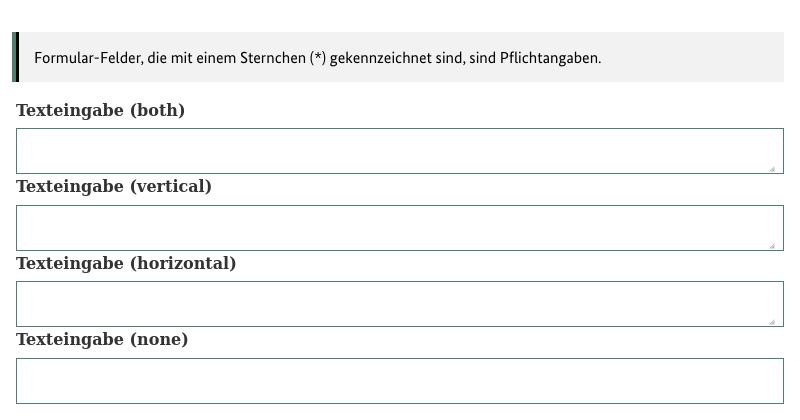 Formular-Felder, die mit einem Sternchen (*) gekennzeichnet sind, sind Pflichtangaben.
Texteingabe (both)
Texteingabe (vertical)
Texteingabe (horizontal)
Texteingabe (none)